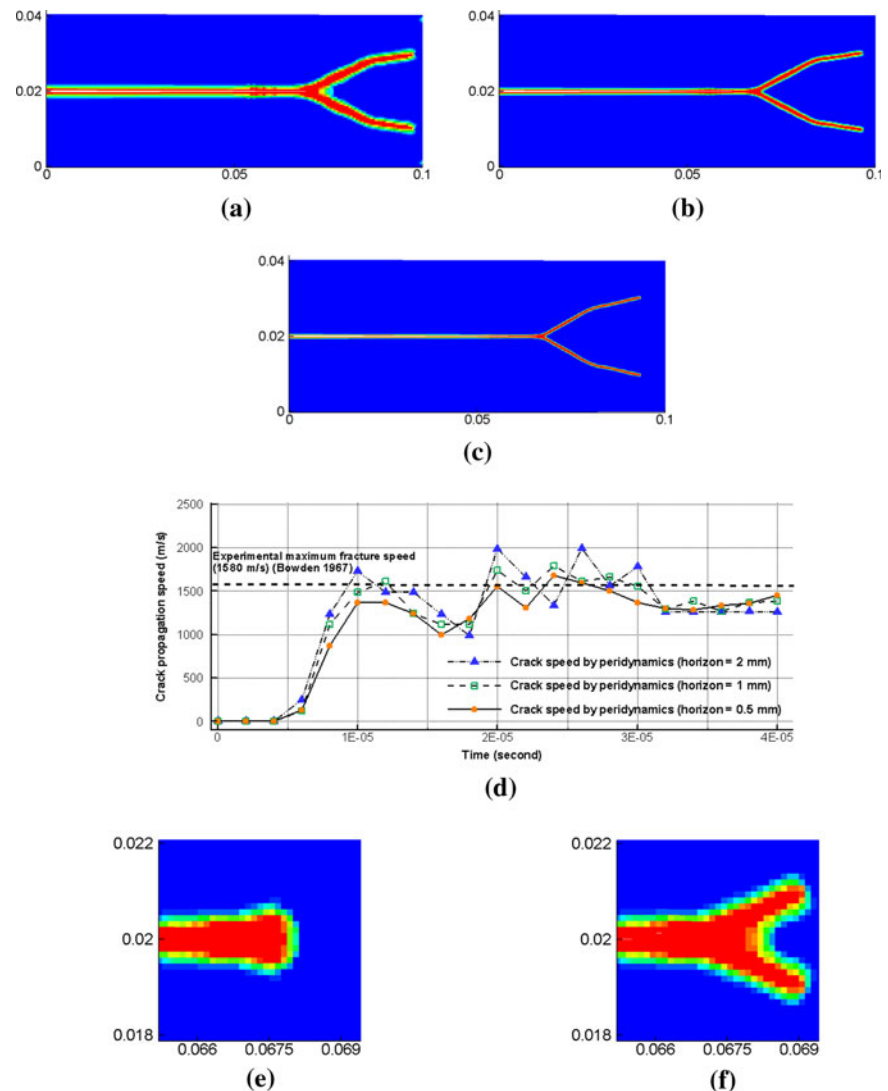 0.04
0.02
0
0
0.05
0.1
(a)
0.04
0.02
0
0
0.05
0.1
(b)
0.04
0.02
0
0
0.05
0.1
(c)
2500
2000
1500
1000
500
0
Crack propagation speed (m/s)
Experimental maximum fracture speed
(1580 m/s) (Bowden 1967)
Crack speed by peridynamics (horizon = 2 mm)
Crack speed by peridynamics (horizon = 1 mm)
Crack speed by peridynamics (horizon = 0.5 mm)
0
1E-05
2E-05
3E-05
4E-05
Time (second)
(d)
0.022
0.02
0.018
0.066
0.0675
0.069
(e)
0.022
0.02
0.018
0.066
0.0675
0.069
(f)